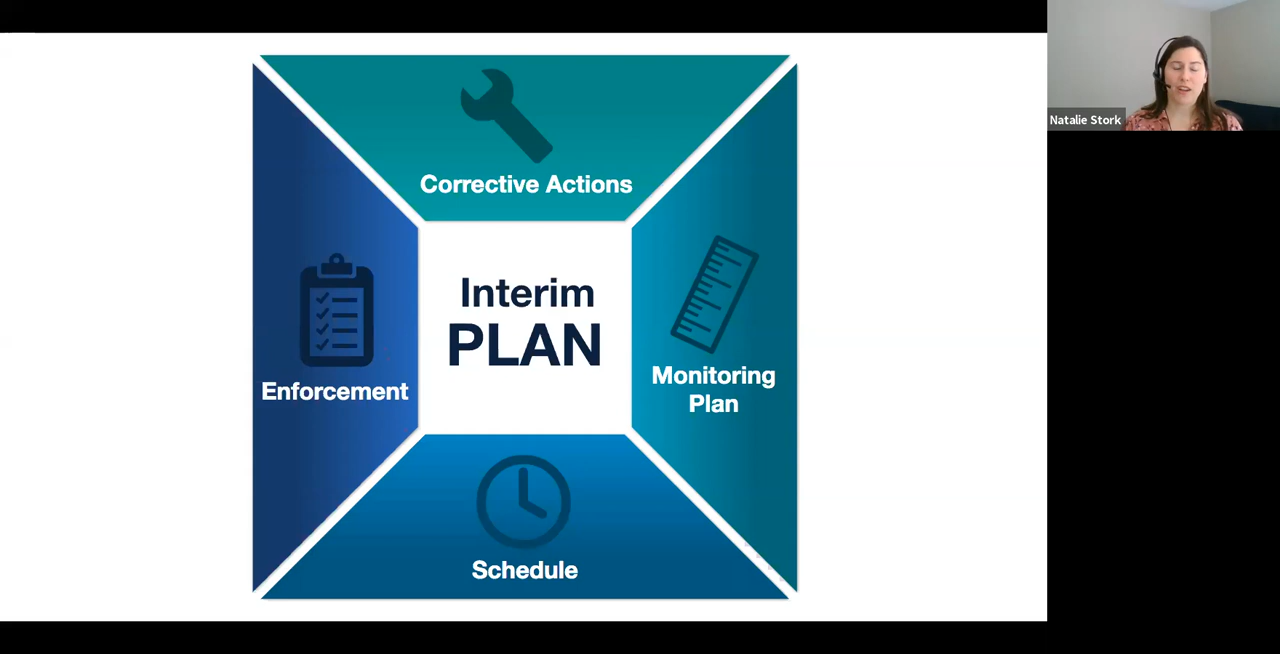 Corrective Actions
Interim
PLAN
Enforcement
Monitoring
Plan
Schedule
Natalie Stork